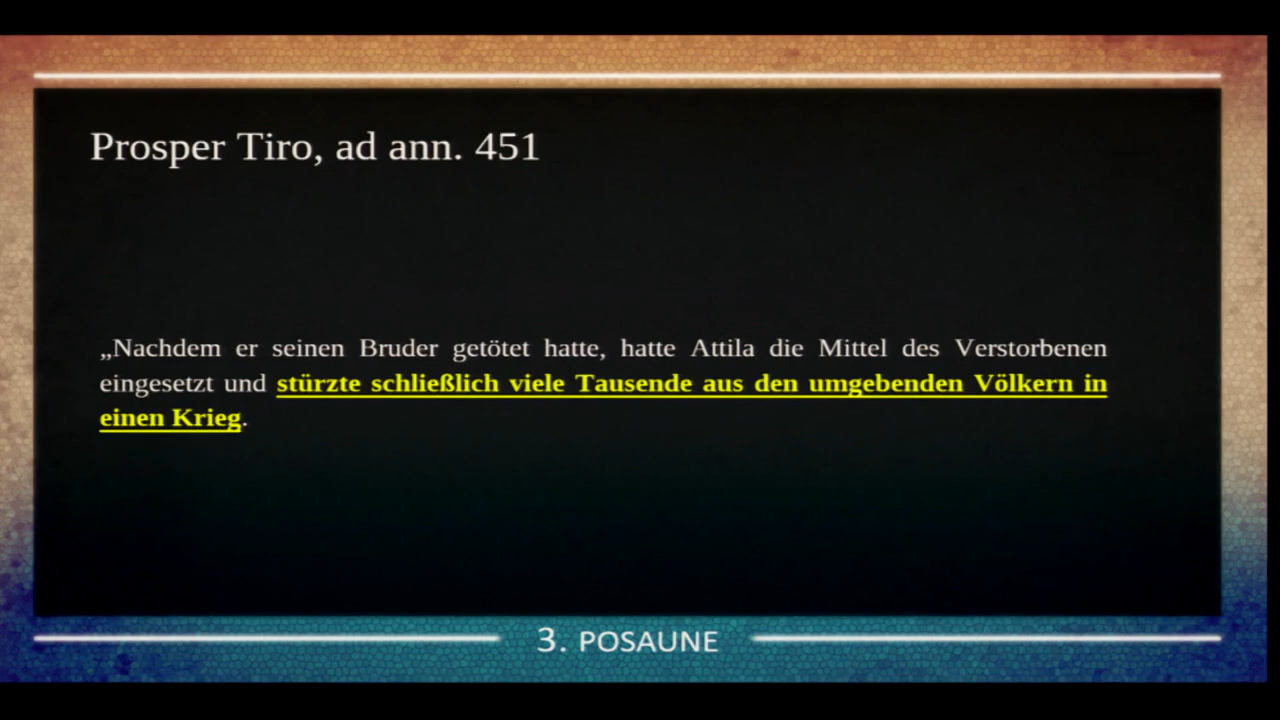 Prosper Tiro, ad ann. 451
„Nachdem er seinen Bruder getötet hatte, hatte Attila die Mittel des Verstorbenen
eingesetzt und stürzte schließlich viele Tausende aus den umgebenden Völkern in
einen Krieg.
3. POSAUNE